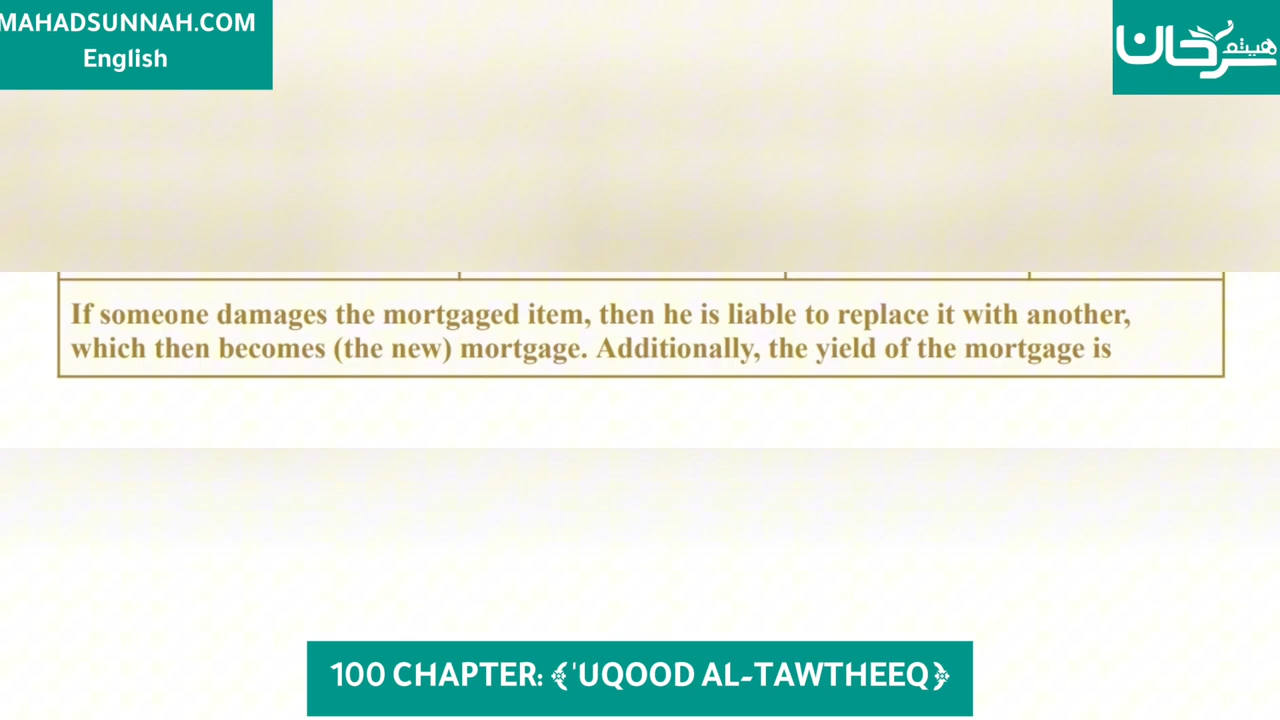 MAHADSUNNAH.COM
English
هيثم
سرحان
If someone damages the mortgaged item, then he is liable to replace it with another,
which then becomes (the new) mortgage. Additionally, the yield of the mortgage is
100 CHAPTER: ﴾'UQOOD AL-TAWTHEEQ﴿